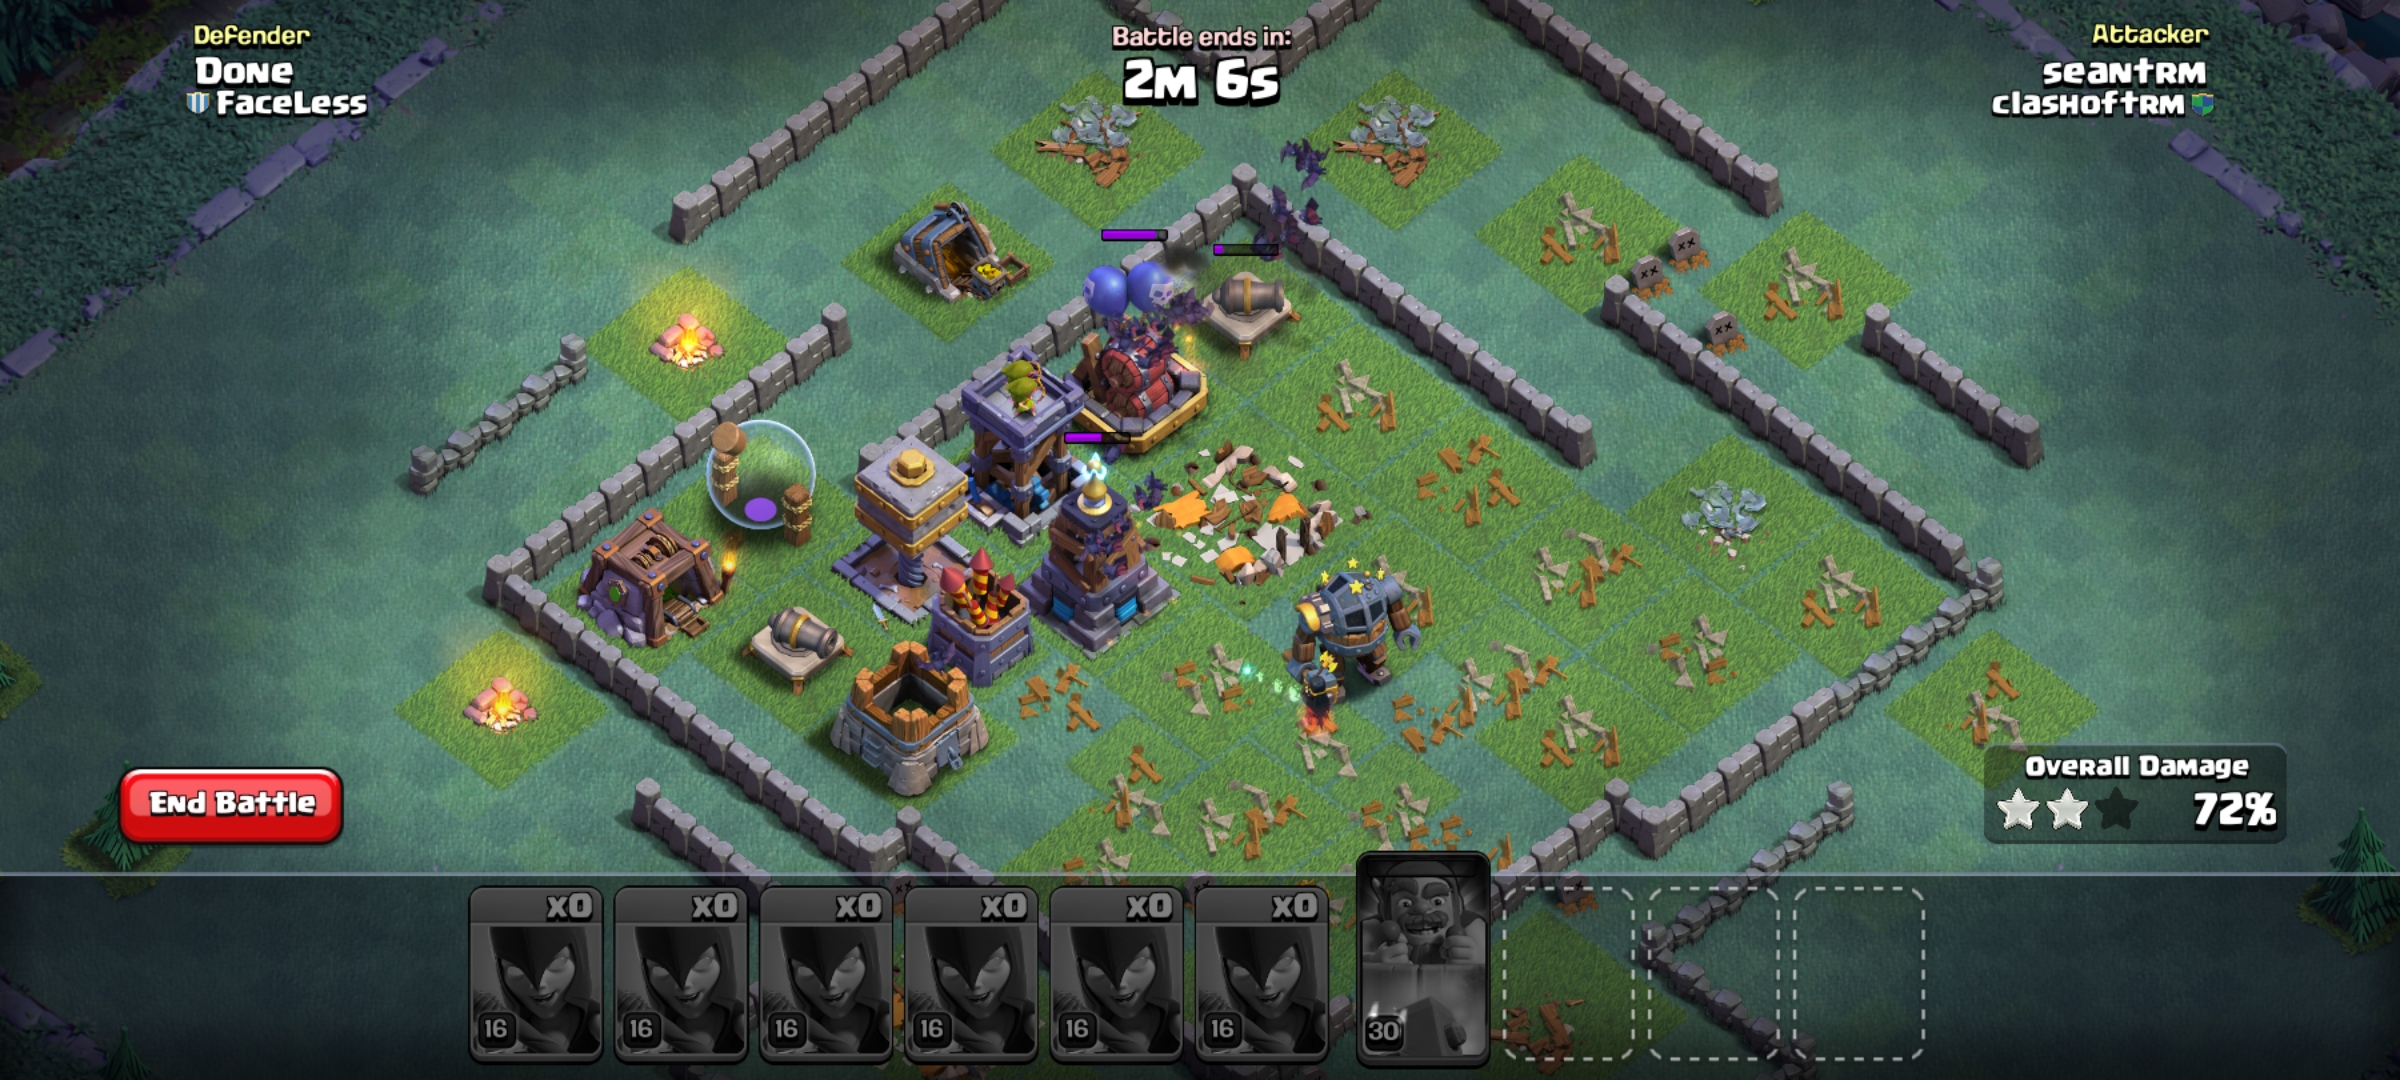 Defender
Done
FaceLess
Battle ends in:
2m 6s
Attacker
seantrm
clashoftrm
End Battle
Overall Damage
72%
x0
x0
x0
x0
x0
x0
16
16
16
16
16
16
30